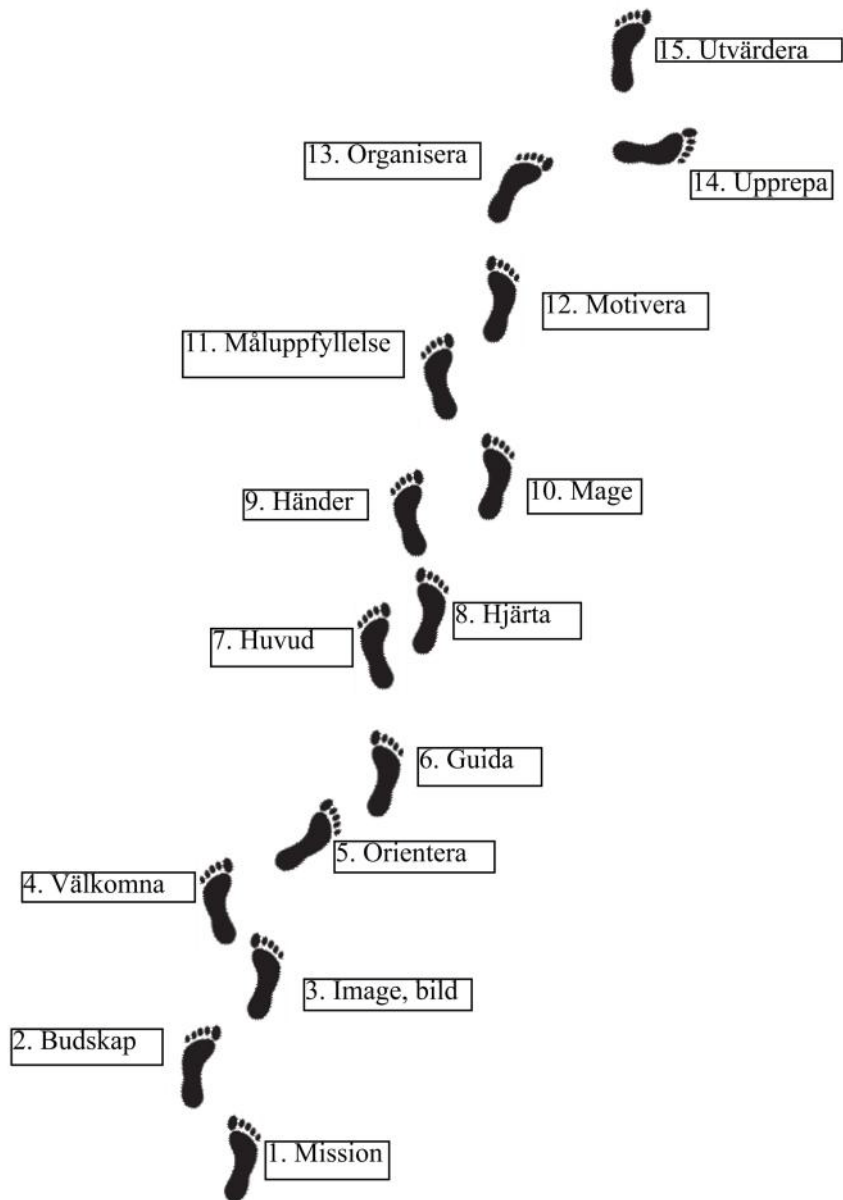 15. Utvärdera
13. Organisera
14. Upprepa
12. Motivera
11. Måluppfyllelse
10. Mage
9. Händer
8. Hjärta
7. Huvud
6. Guida
5. Orientera
4. Välkomna
3. Image, bild
2. Budskap
1. Mission